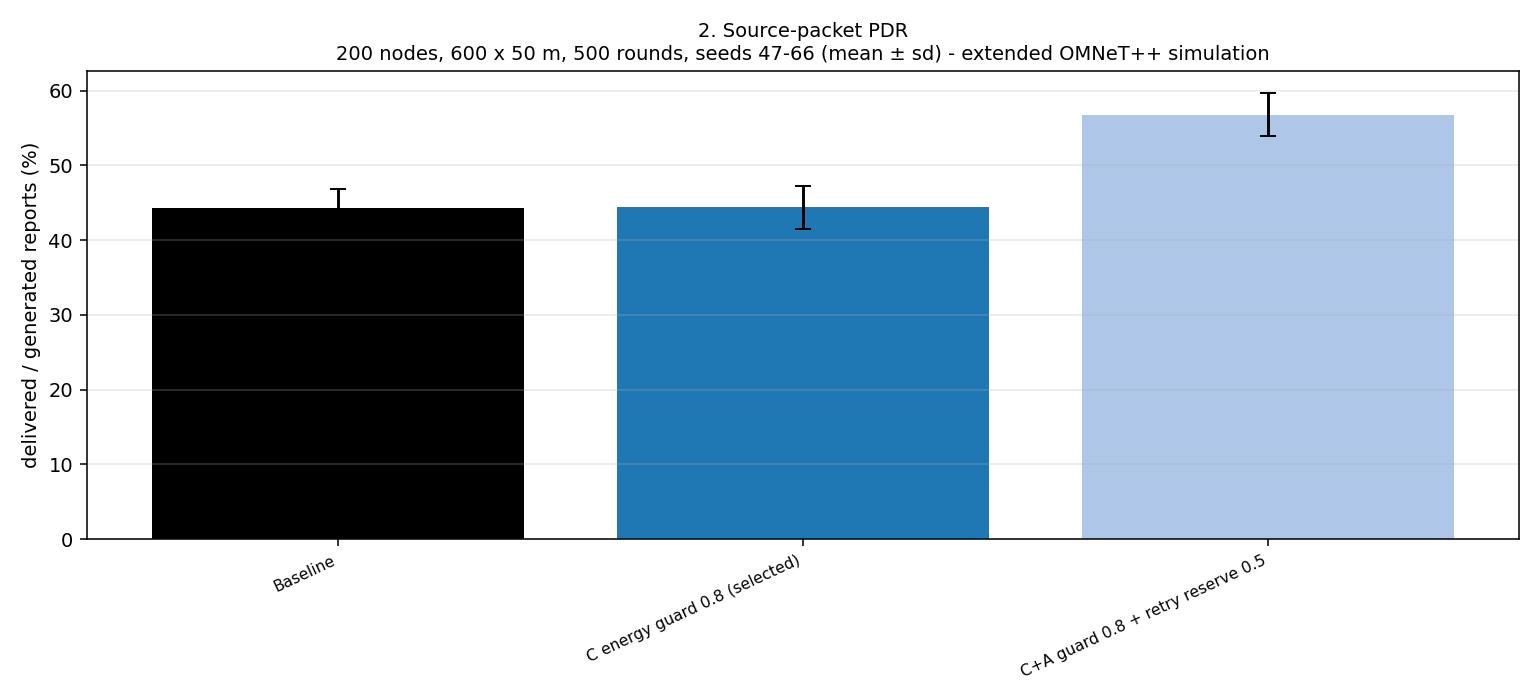 2. Source-packet PDR
200 nodes, 600 x 50 m, 500 rounds, seeds 47-66 (mean ± sd) - extended OMNeT++ simulation
delivered / generated reports (%)
60
50
40
30
20
10
0
Baseline
C energy guard 0.8 (selected)
C+A guard 0.8 + retry reserve 0.5